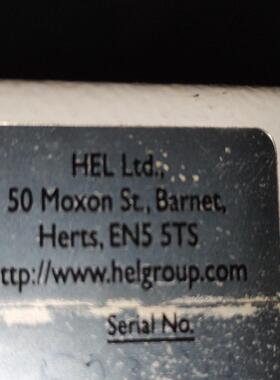 HEL Ltd.,
50 Moxon St., Barnet,
Herts, EN5 5TS
ttp://www.helgroup.com
Serial No.